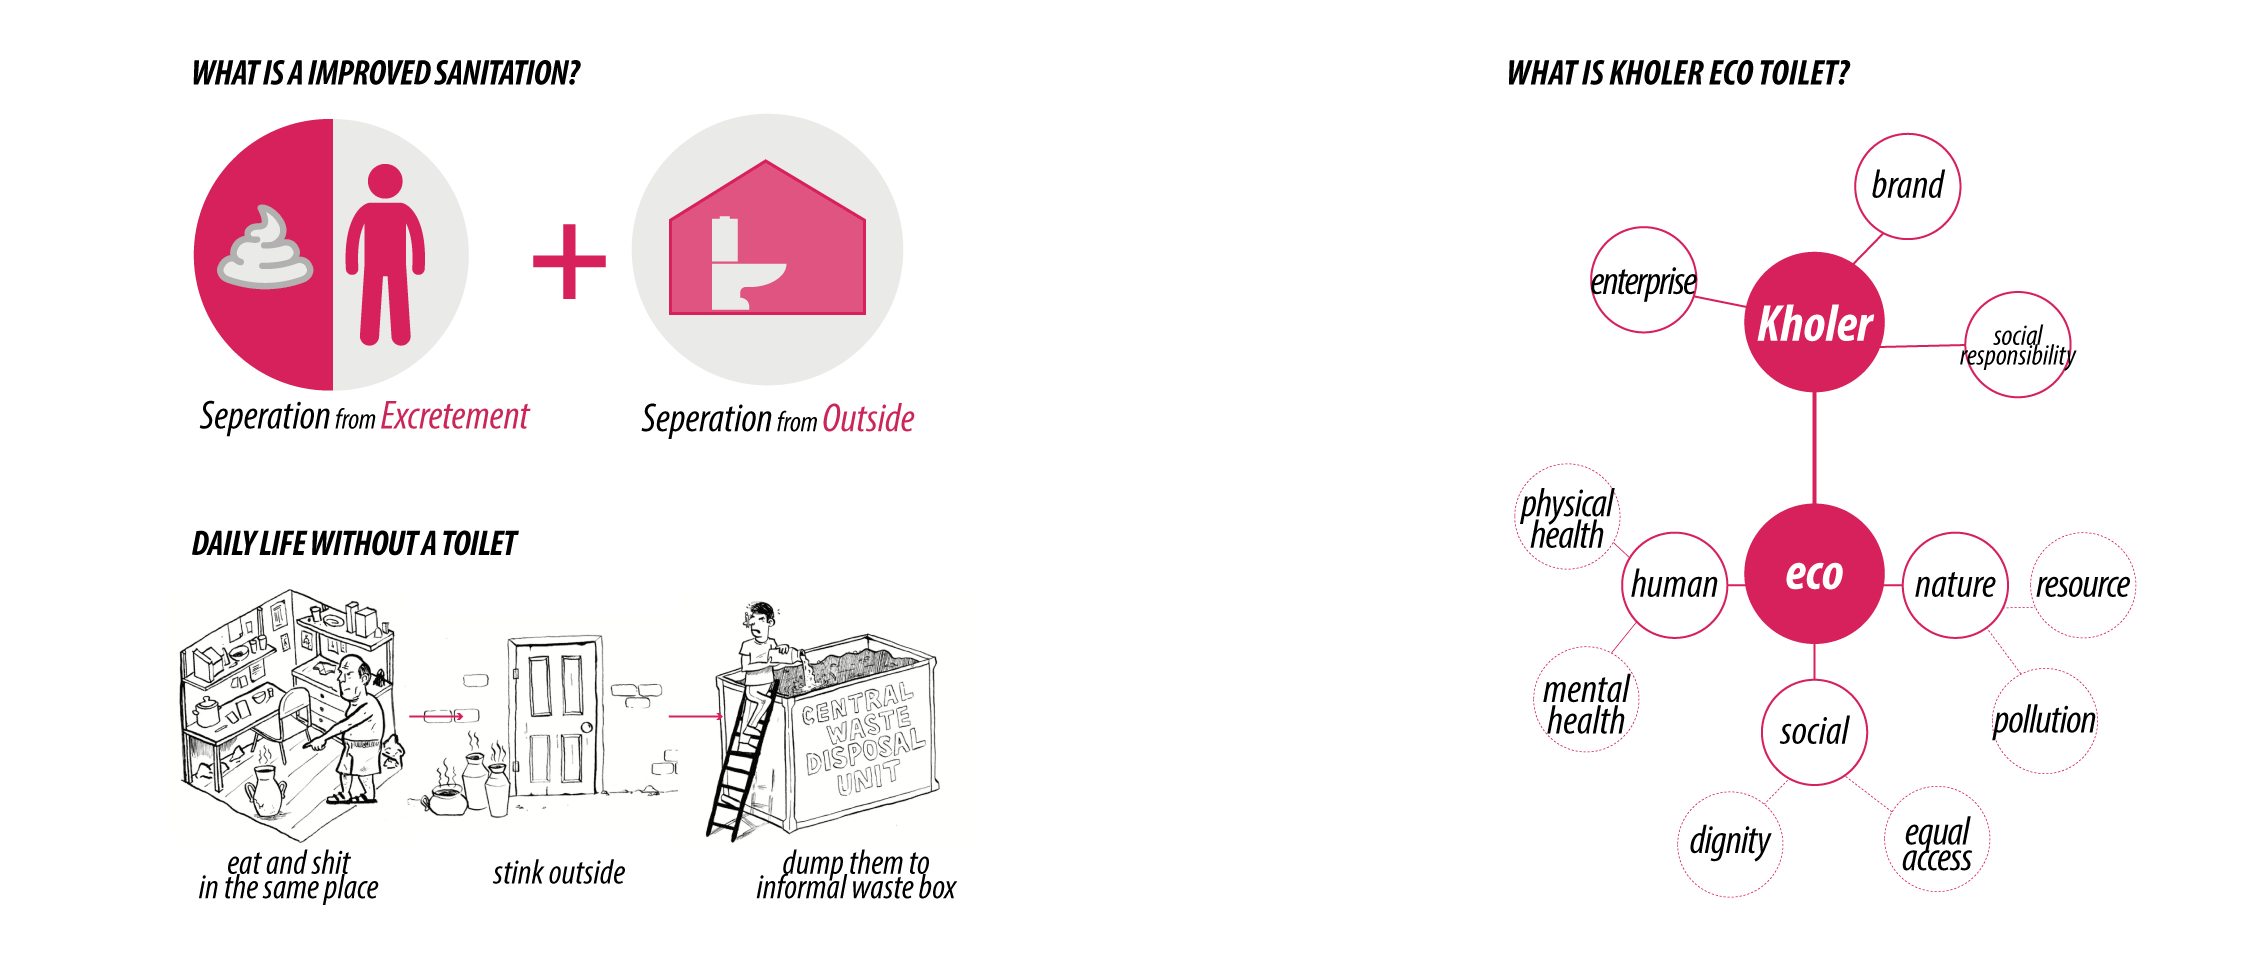 WHAT IS A IMPROVED SANITATION?
Seperation from Excretement
Seperation from Outside
DAILY LIFE WITHOUT A TOILET
CENTRAL
WASTE
DISPOSAL
UNIT
eat and shit
in the same place
stink outside
dump them to
informal waste box
WHAT IS KHOLER ECO TOILET?
brand
enterprise
Kholer
social
responsibility
physical
health
human
eco
nature
resource
mental
health
social
pollution
dignity
equal
access